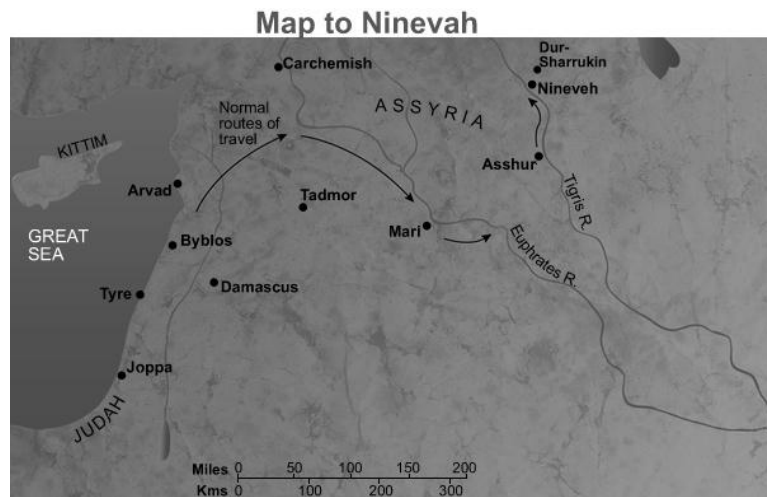 Map to Ninevah
Dur-
Sharrukin
Carchemish
Nineveh
Normal
routes of
travel
ASSYRIA
KITTIM
Asshur
Arvad
Tadmor
Tigris R.
Mari
GREAT
SEA
Byblos
Euphrates R.
Tyre
Damascus
Joppa
JUDAH
Miles 0 50 100 150 200
Kms 0 100 200 300